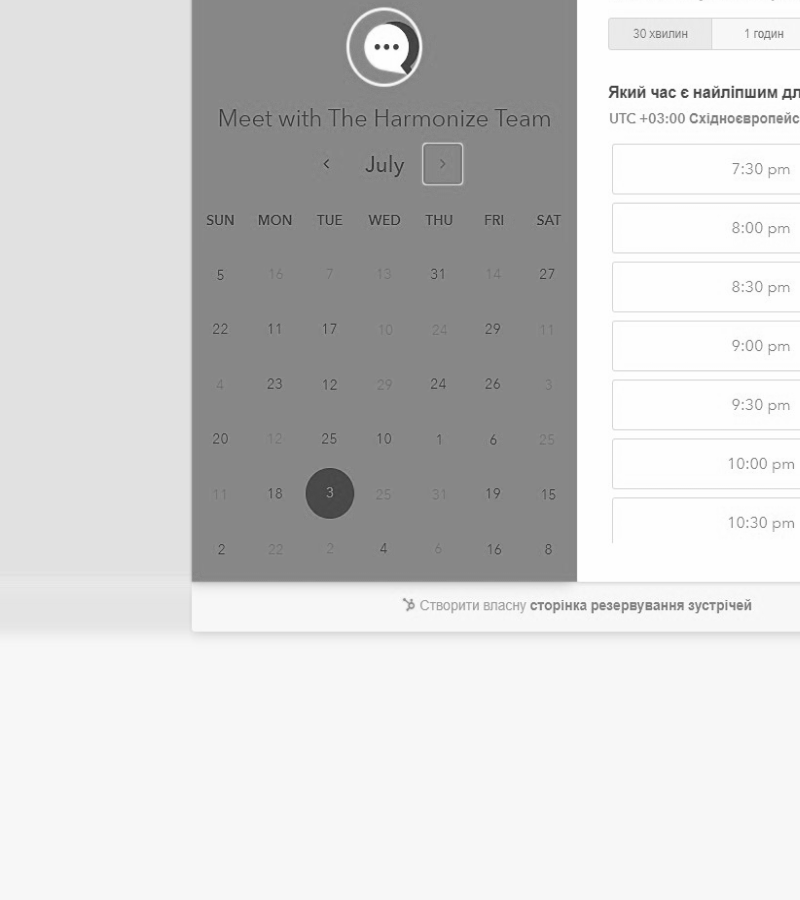 Meet with The Harmonize Team
July
SUN MON TUE WED THU FRI SAT
5 16 7 13 31 14 27
22 11 17 10 24 29 11
4 23 12 29 24 26 3
20 12 25 10 1 6 25
11 18 3 25 31 19 15
2 22 2 4 6 16 8
30 хвилин 1 годин
Який час є найліпшим дл
UTC +03:00 Східноєвропейс
7:30 pm
8:00 pm
8:30 pm
9:00 pm
9:30 pm
10:00 pm
10:30 pm
Створити власну сторінка резервування зустрічей